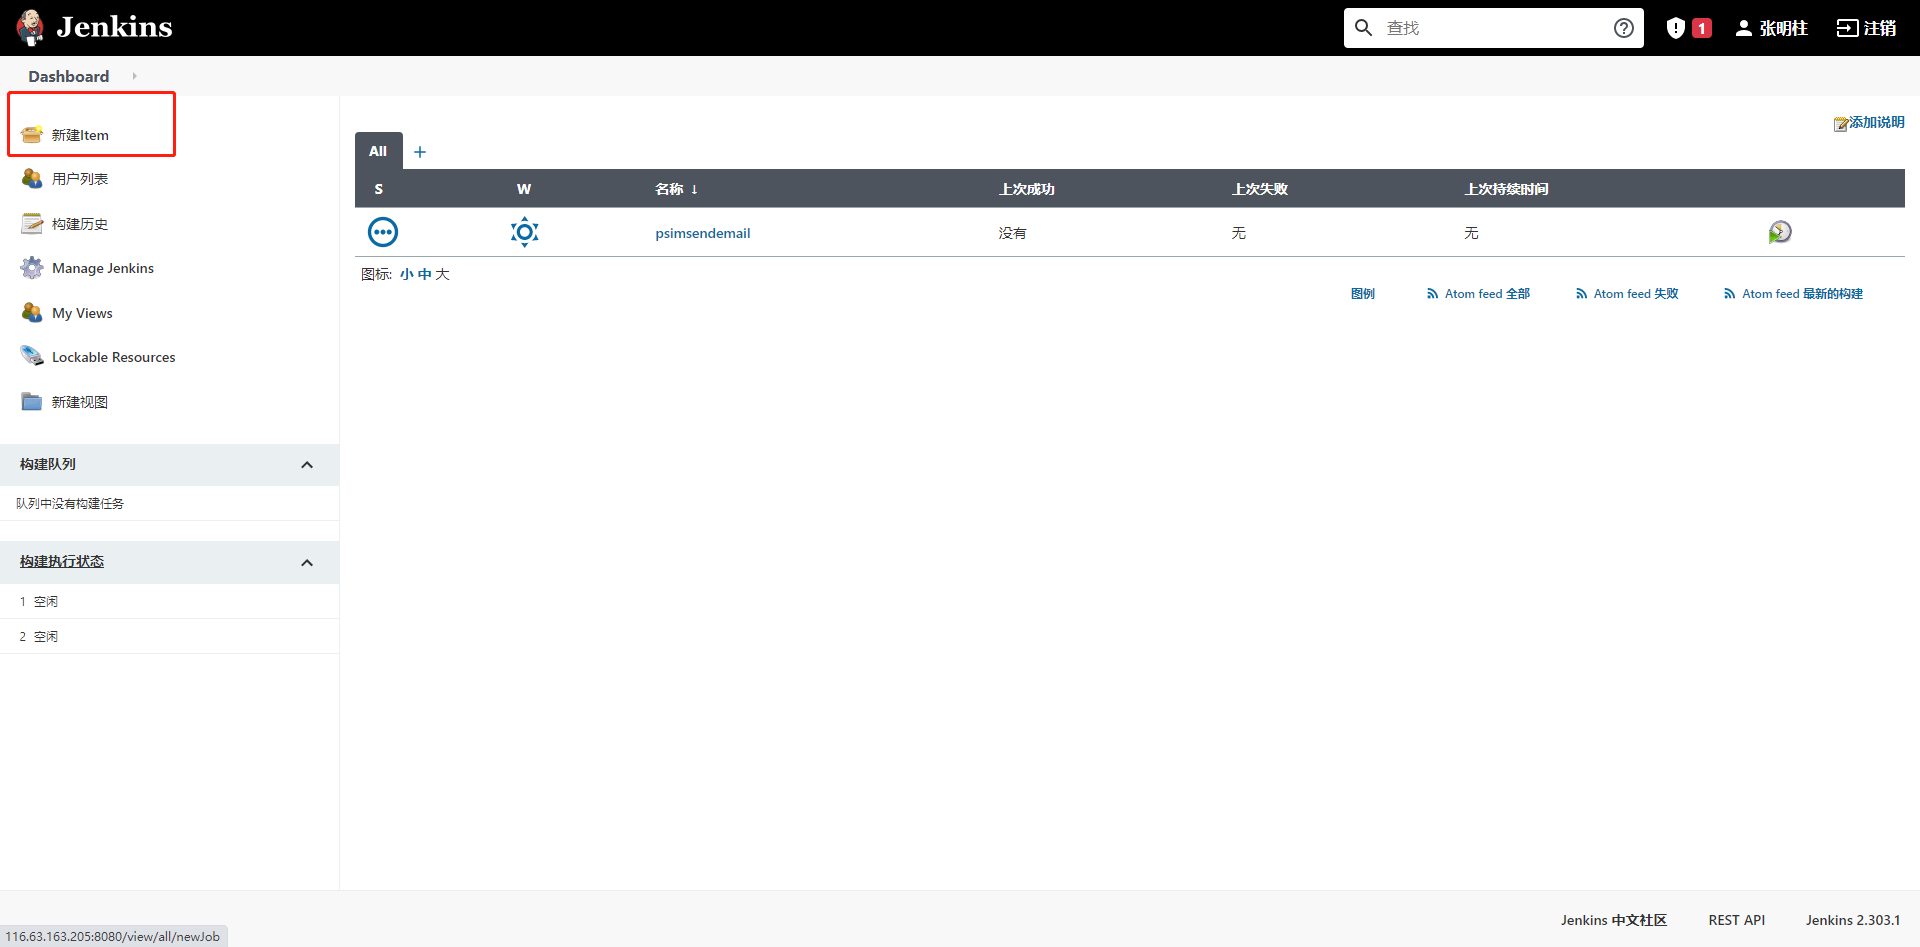 Jenkins
查找
1
张明柱
注销
Dashboard
新建Item
用户列表
构建历史
Manage Jenkins
My Views
Lockable Resources
新建视图
构建队列
队列中没有构建任务
构建执行状态
1 空闲
2 空闲
添加说明
All +
S W 名称 ↓ 上次成功 上次失败 上次持续时间
psimsendemail 没有 无 无
图标: 小 中 大
图例 Atom feed 全部 Atom feed 失败 Atom feed 最新的构建
Jenkins 中文社区 REST API Jenkins 2.303.1
116.63.163.205:8080/view/all/newJob